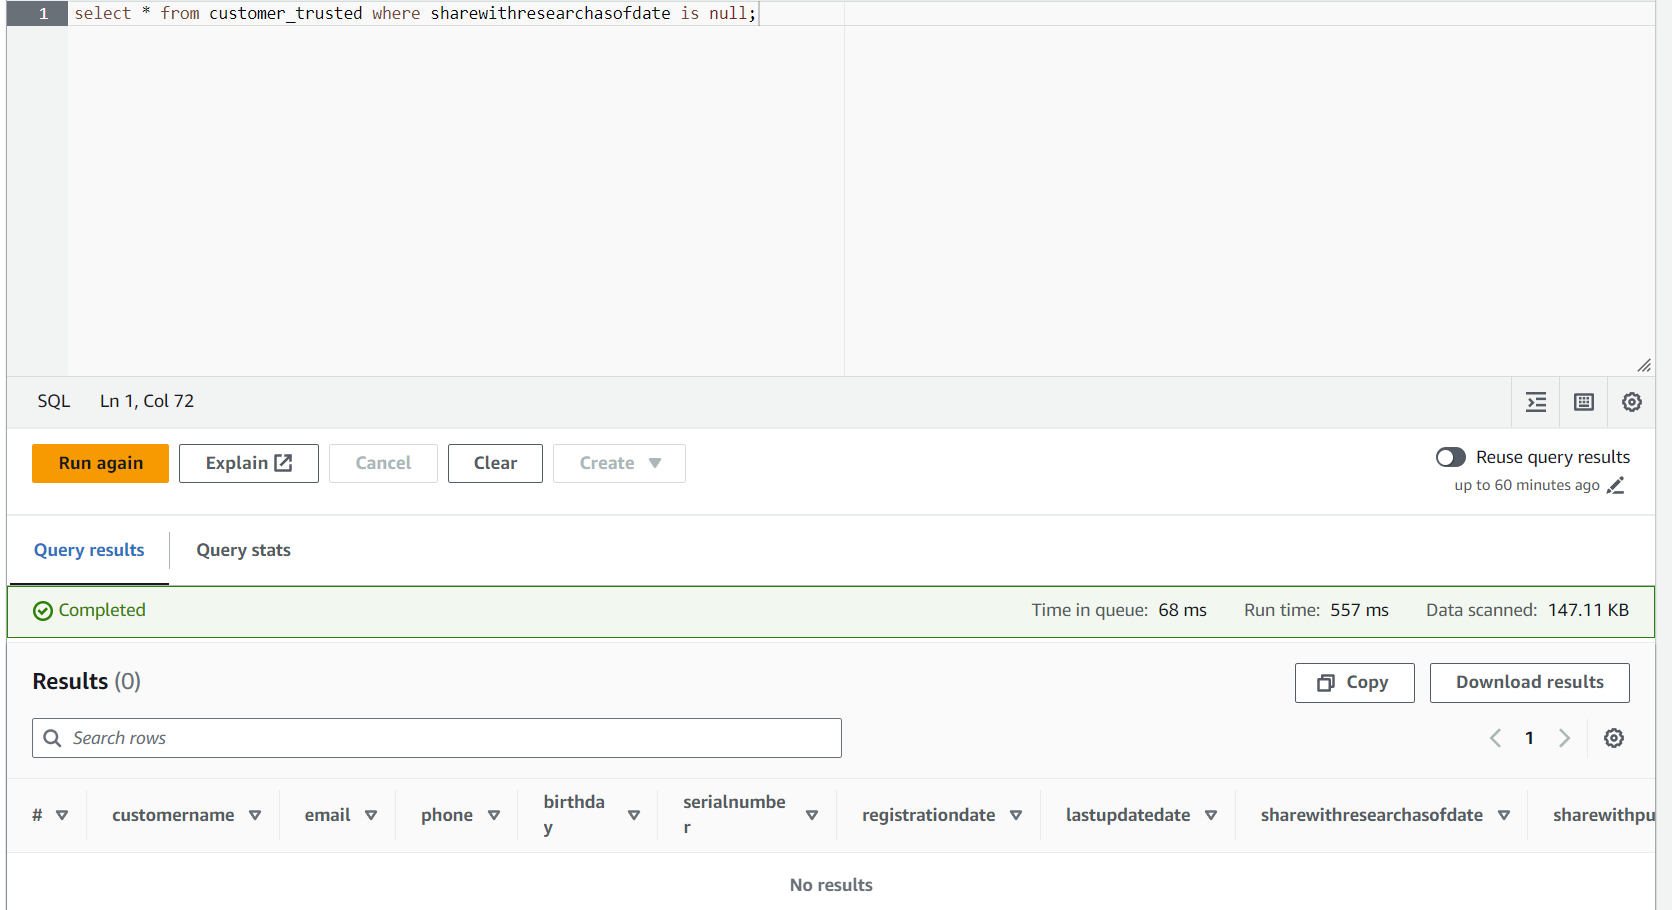 1 select * from customer_trusted where sharewithresearchasofdate is null;
SQL Ln 1, Col 72
Run again Explain Cancel Clear Create Reuse query results
up to 60 minutes ago
Query results Query stats
Completed Time in queue: 68 ms Run time: 557 ms Data scanned: 147.11 KB
Results (0) Copy Download results
Search rows 1
# customername email phone birthda
y serialnumbe
r registrationdate lastupdatedate sharewithresearchasofdate sharewithpu
No results